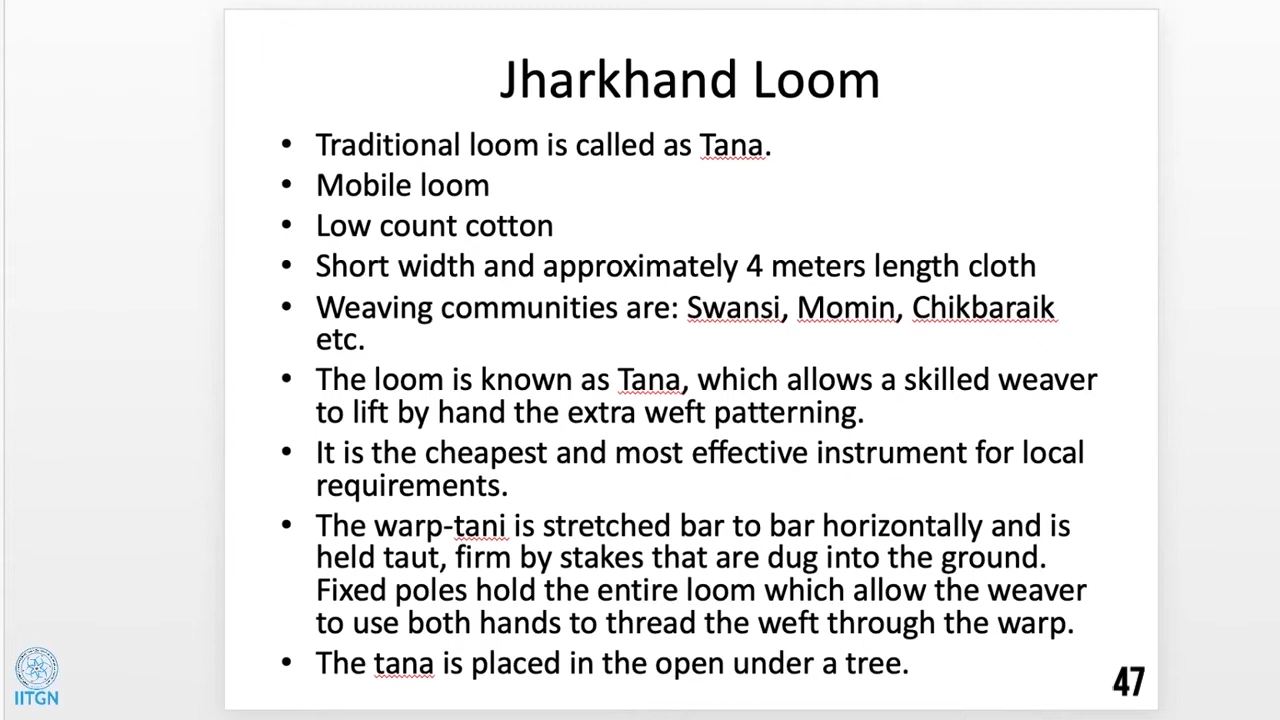 Jharkhand Loom
• Traditional loom is called as Tana.
• Mobile loom
• Low count cotton
• Short width and approximately 4 meters length cloth
• Weaving communities are: Swansi, Momin, Chikbaraik
etc.
• The loom is known as Tana, which allows a skilled weaver
to lift by hand the extra weft patterning.
• It is the cheapest and most effective instrument for local
requirements.
• The warp-tani is stretched bar to bar horizontally and is
held taut, firm by stakes that are dug into the ground.
Fixed poles hold the entire loom which allow the weaver
to use both hands to thread the weft through the warp.
• The tana is placed in the open under a tree.
47
IITGN